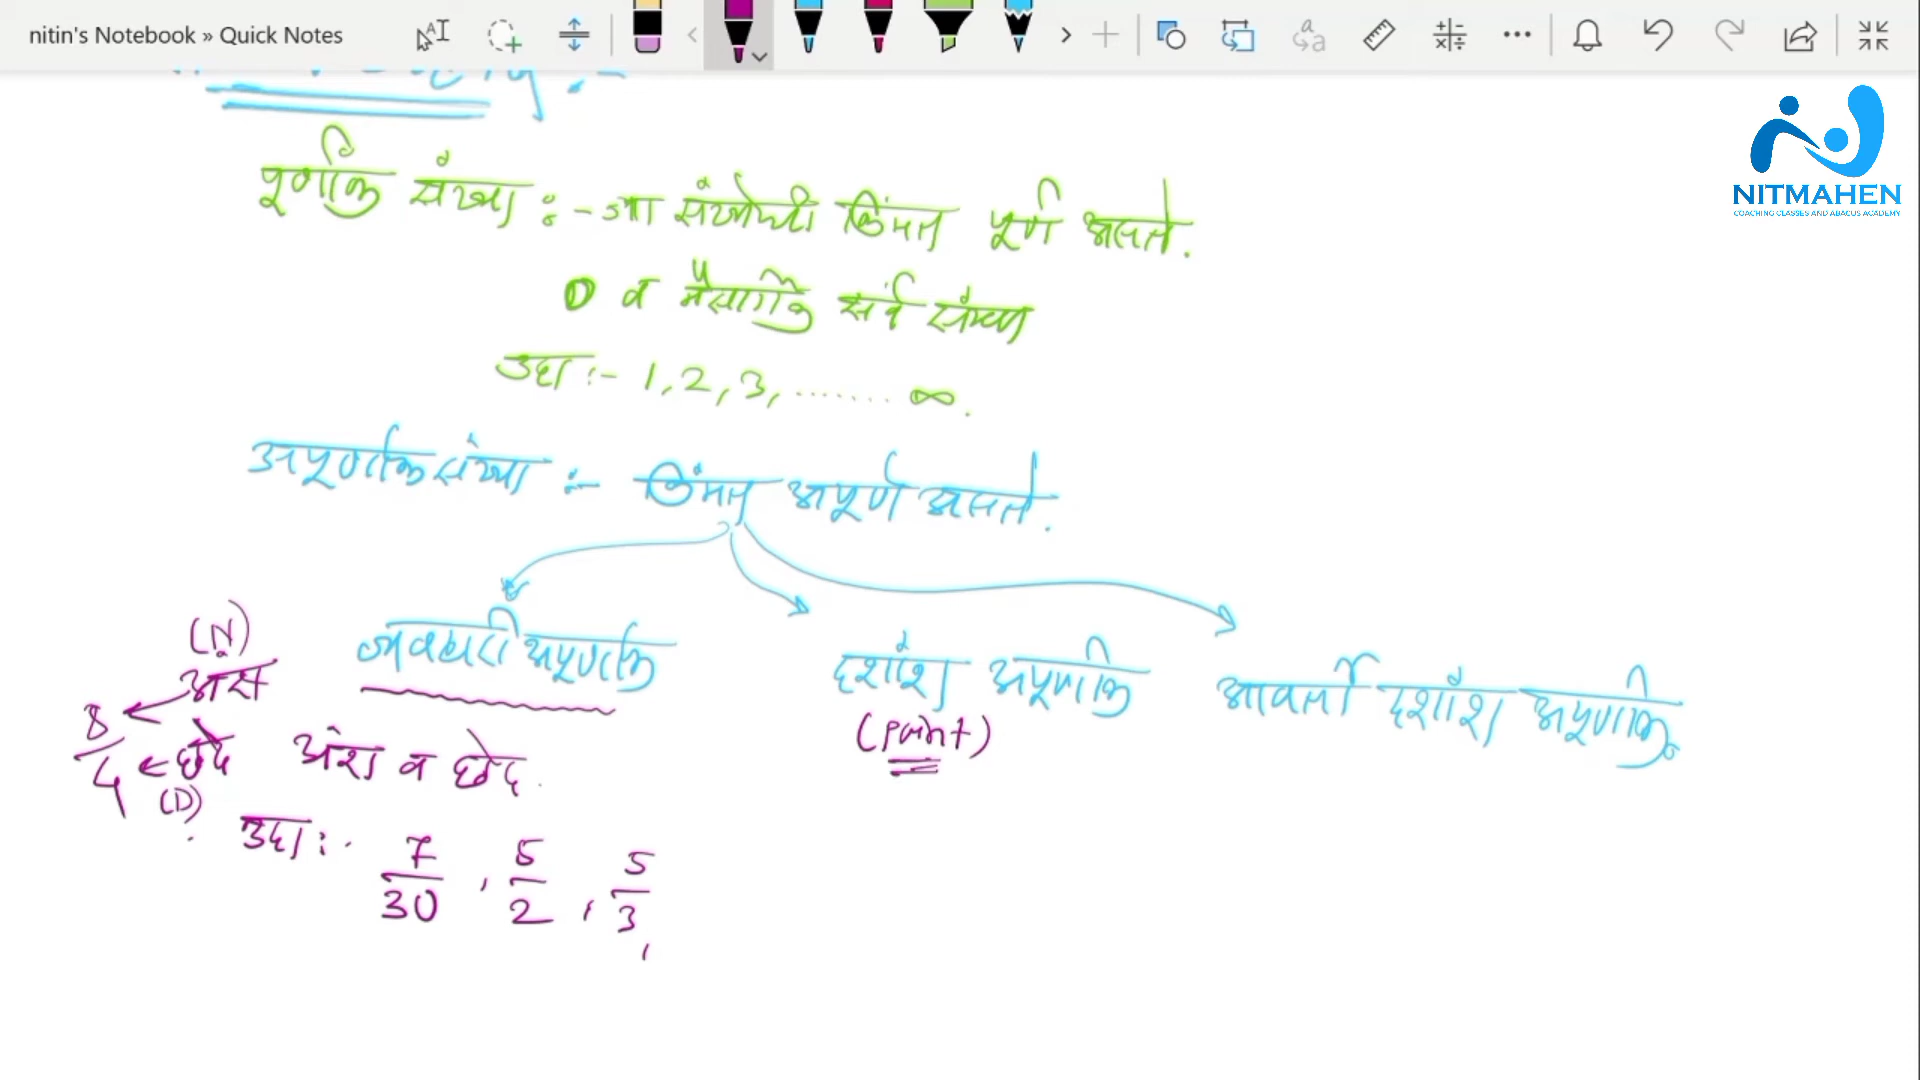 nitin's Notebook » Quick Notes
NITMAHEN
COACHING CLASSES AND ABACUS ACADEMY
पूर्णांक संख्या :- ज्या संख्येची किंमत पूर्ण असते.
0 व नैसर्गिक सर्व संख्या
उदा :- 1, 2, 3, ....... ∞.
अपूर्णांक संख्या :- किंमत अपूर्ण असते.
व्यवहारी अपूर्णांक
दशांश अपूर्णांक
आवर्ती दशांश अपूर्णांक
(Point)
(N)
अंश
8/4
छेद
(D)
अंश व छेद.
उदा :- 7/30, 5/2, 5/3,